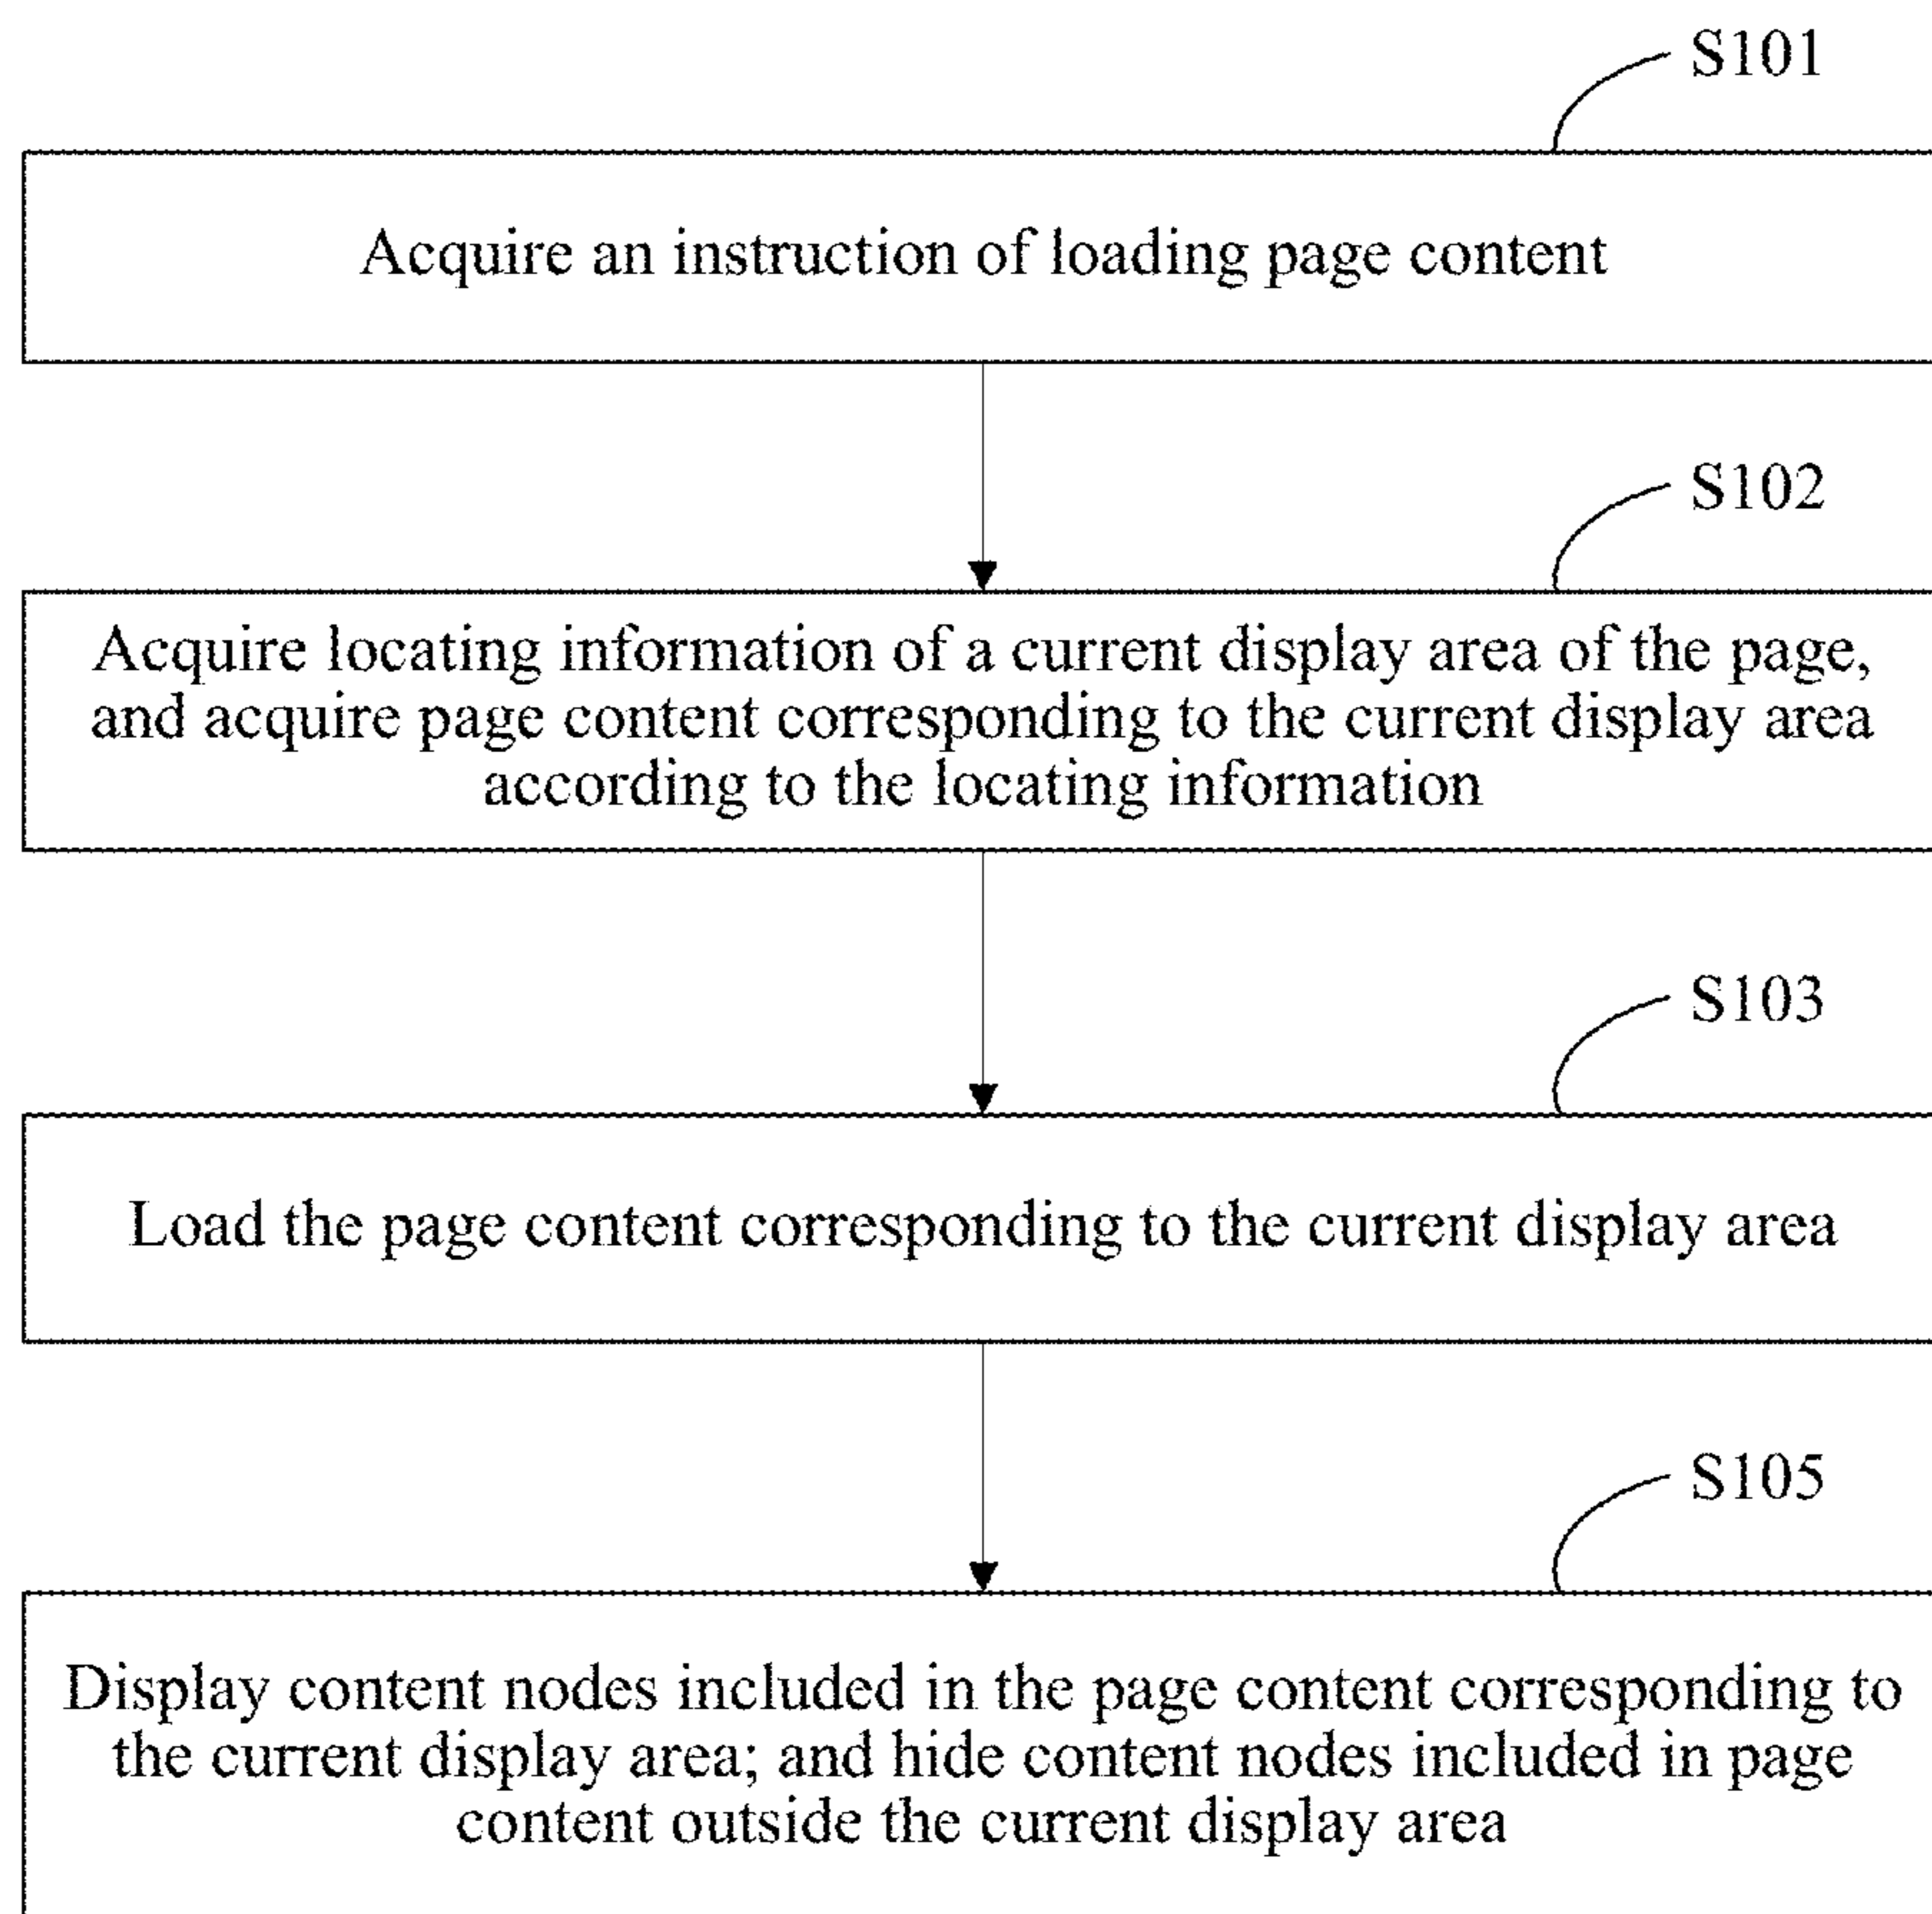 S101
Acquire an instruction of loading page content
S102
Acquire locating information of a current display area of the page,
and acquire page content corresponding to the current display area
according to the locating information
S103
Load the page content corresponding to the current display area
S105
Display content nodes included in the page content corresponding to
the current display area; and hide content nodes included in page
content outside the current display area